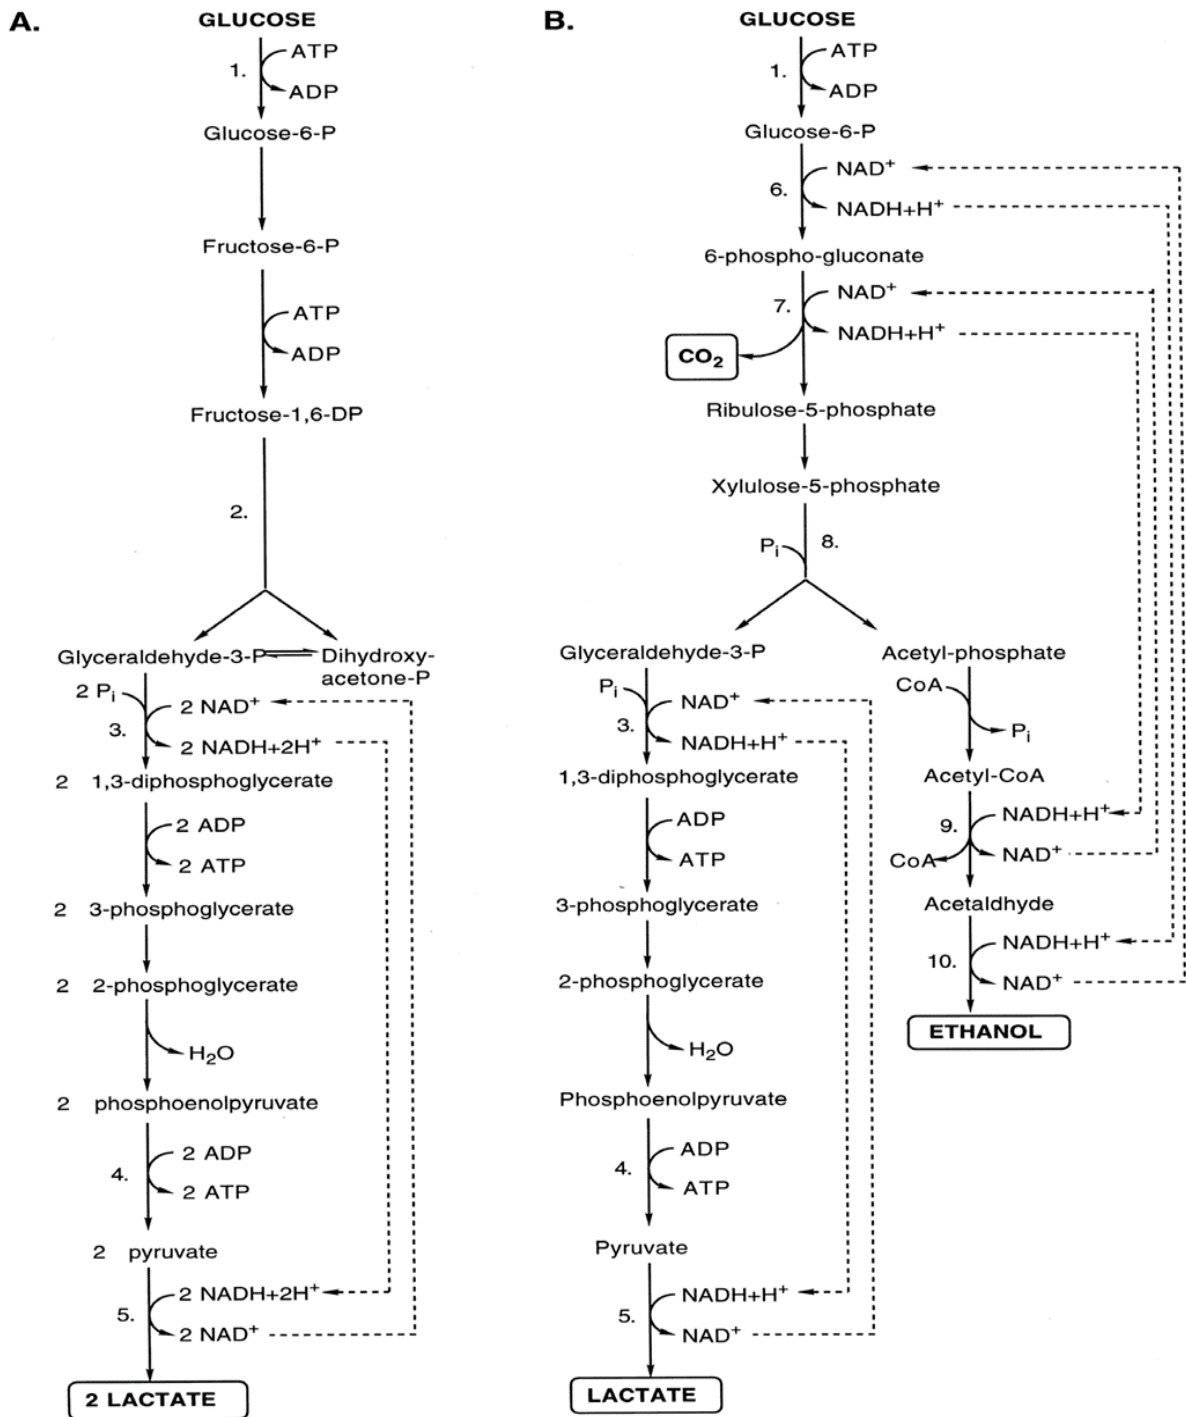 A.
GLUCOSE
1.
ATP
ADP
Glucose-6-P
Fructose-6-P
ATP
ADP
Fructose-1,6-DP
2.
Glyceraldehyde-3-P
Dihydroxy-
acetone-P
2 Pi
2 NAD+
3.
2 NADH+2H+
2 1,3-diphosphoglycerate
2 ADP
2 ATP
2 3-phosphoglycerate
2 2-phosphoglycerate
H2O
2 phosphoenolpyruvate
2 ADP
4.
2 ATP
2 pyruvate
2 NADH+2H+
5.
2 NAD+
2 LACTATE
B.
GLUCOSE
1.
ATP
ADP
Glucose-6-P
NAD+
6.
NADH+H+
6-phospho-gluconate
NAD+
7.
NADH+H+
CO2
Ribulose-5-phosphate
Xylulose-5-phosphate
Pi
8.
Glyceraldehyde-3-P
Pi
NAD+
3.
NADH+H+
1,3-diphosphoglycerate
ADP
ATP
3-phosphoglycerate
2-phosphoglycerate
H2O
Phosphoenolpyruvate
ADP
4.
ATP
Pyruvate
NADH+H+
5.
NAD+
LACTATE
Acetyl-phosphate
CoA
Pi
Acetyl-CoA
NADH+H+
9.
CoA
NAD+
Acetaldhyde
NADH+H+
10.
NAD+
ETHANOL